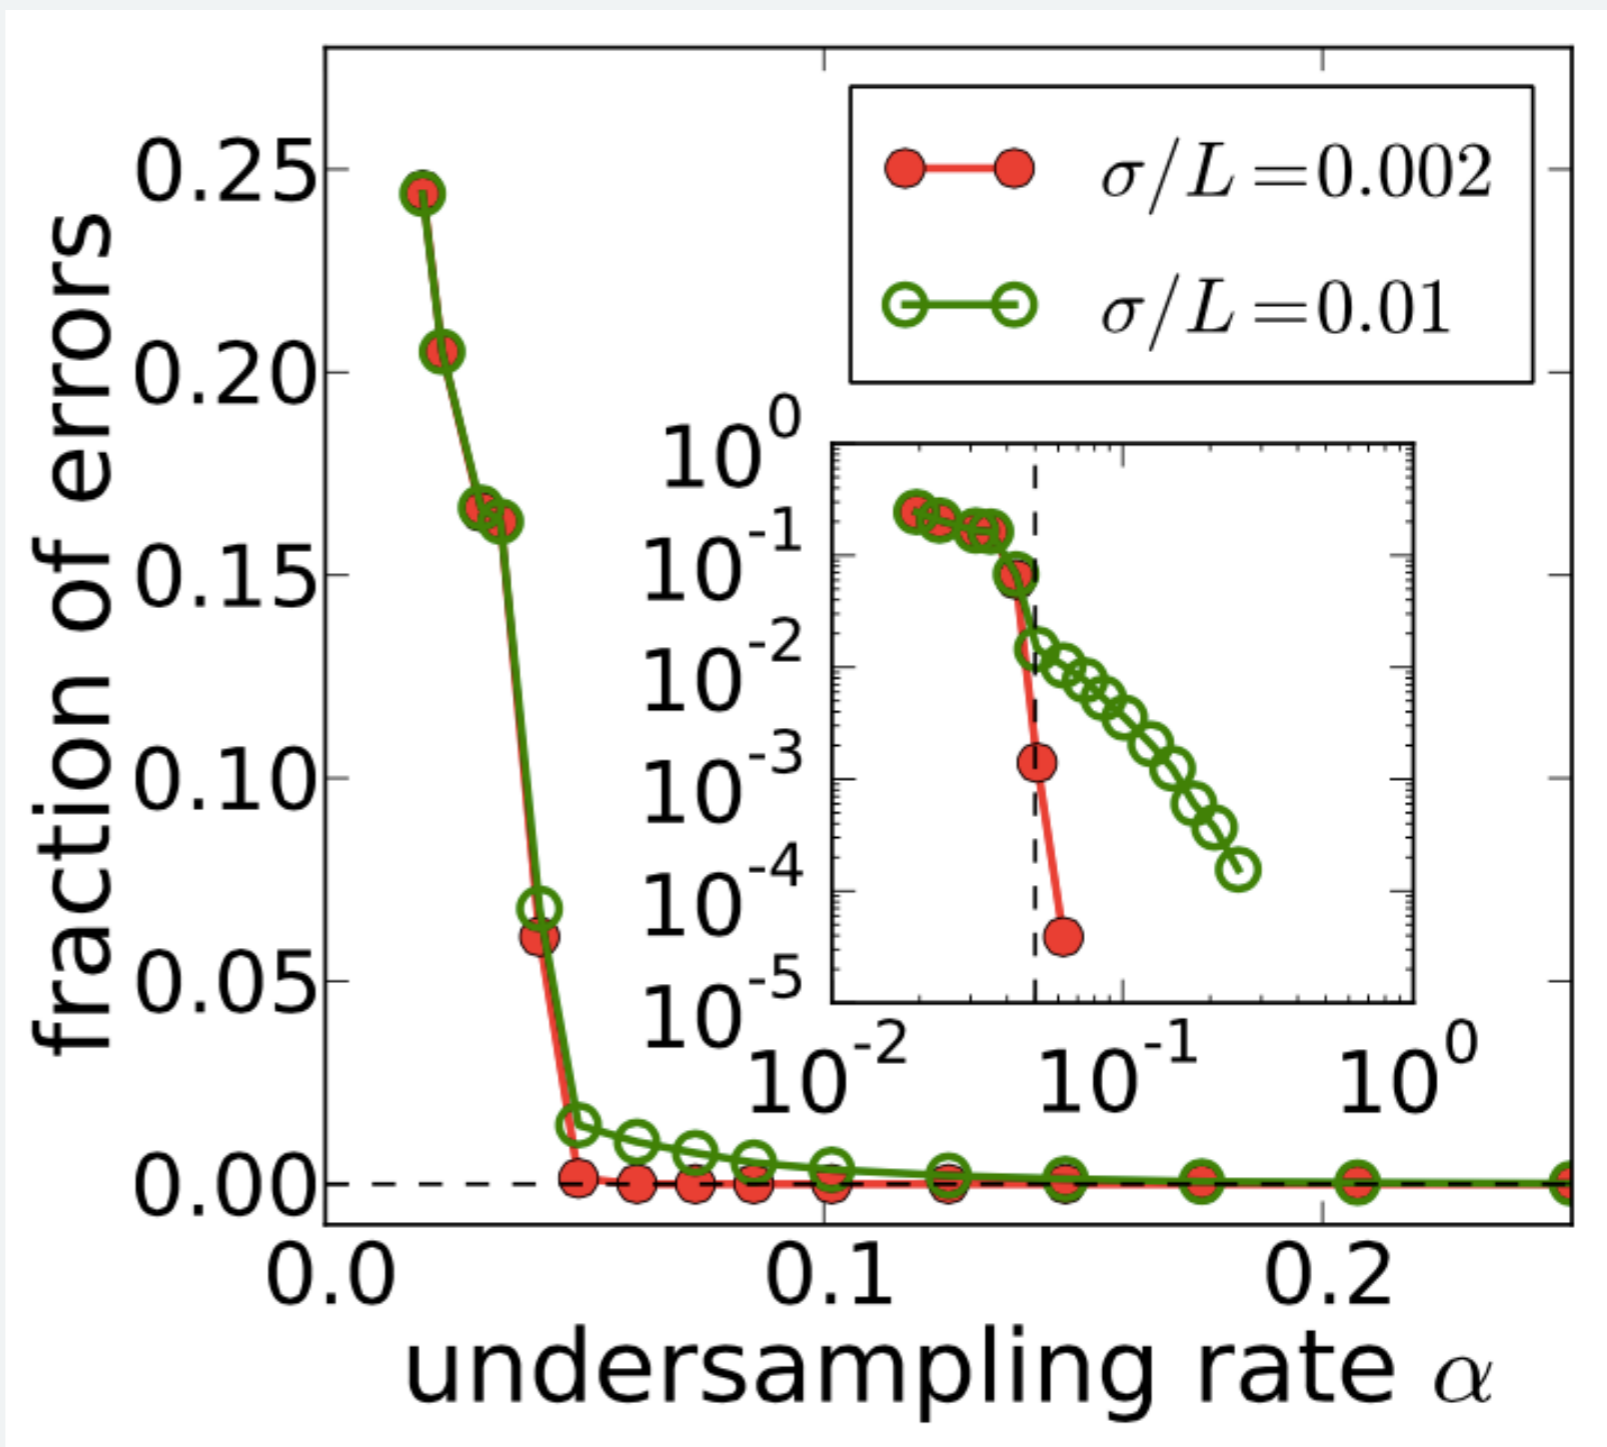 fraction of errors
0.25
0.20
0.15
0.10
0.05
0.00
σ/L=0.002
σ/L=0.01
10^0
10^-1
10^-2
10^-3
10^-4
10^-5
10^-2 10^-1 10^0
0.0 0.1 0.2
undersampling rate α